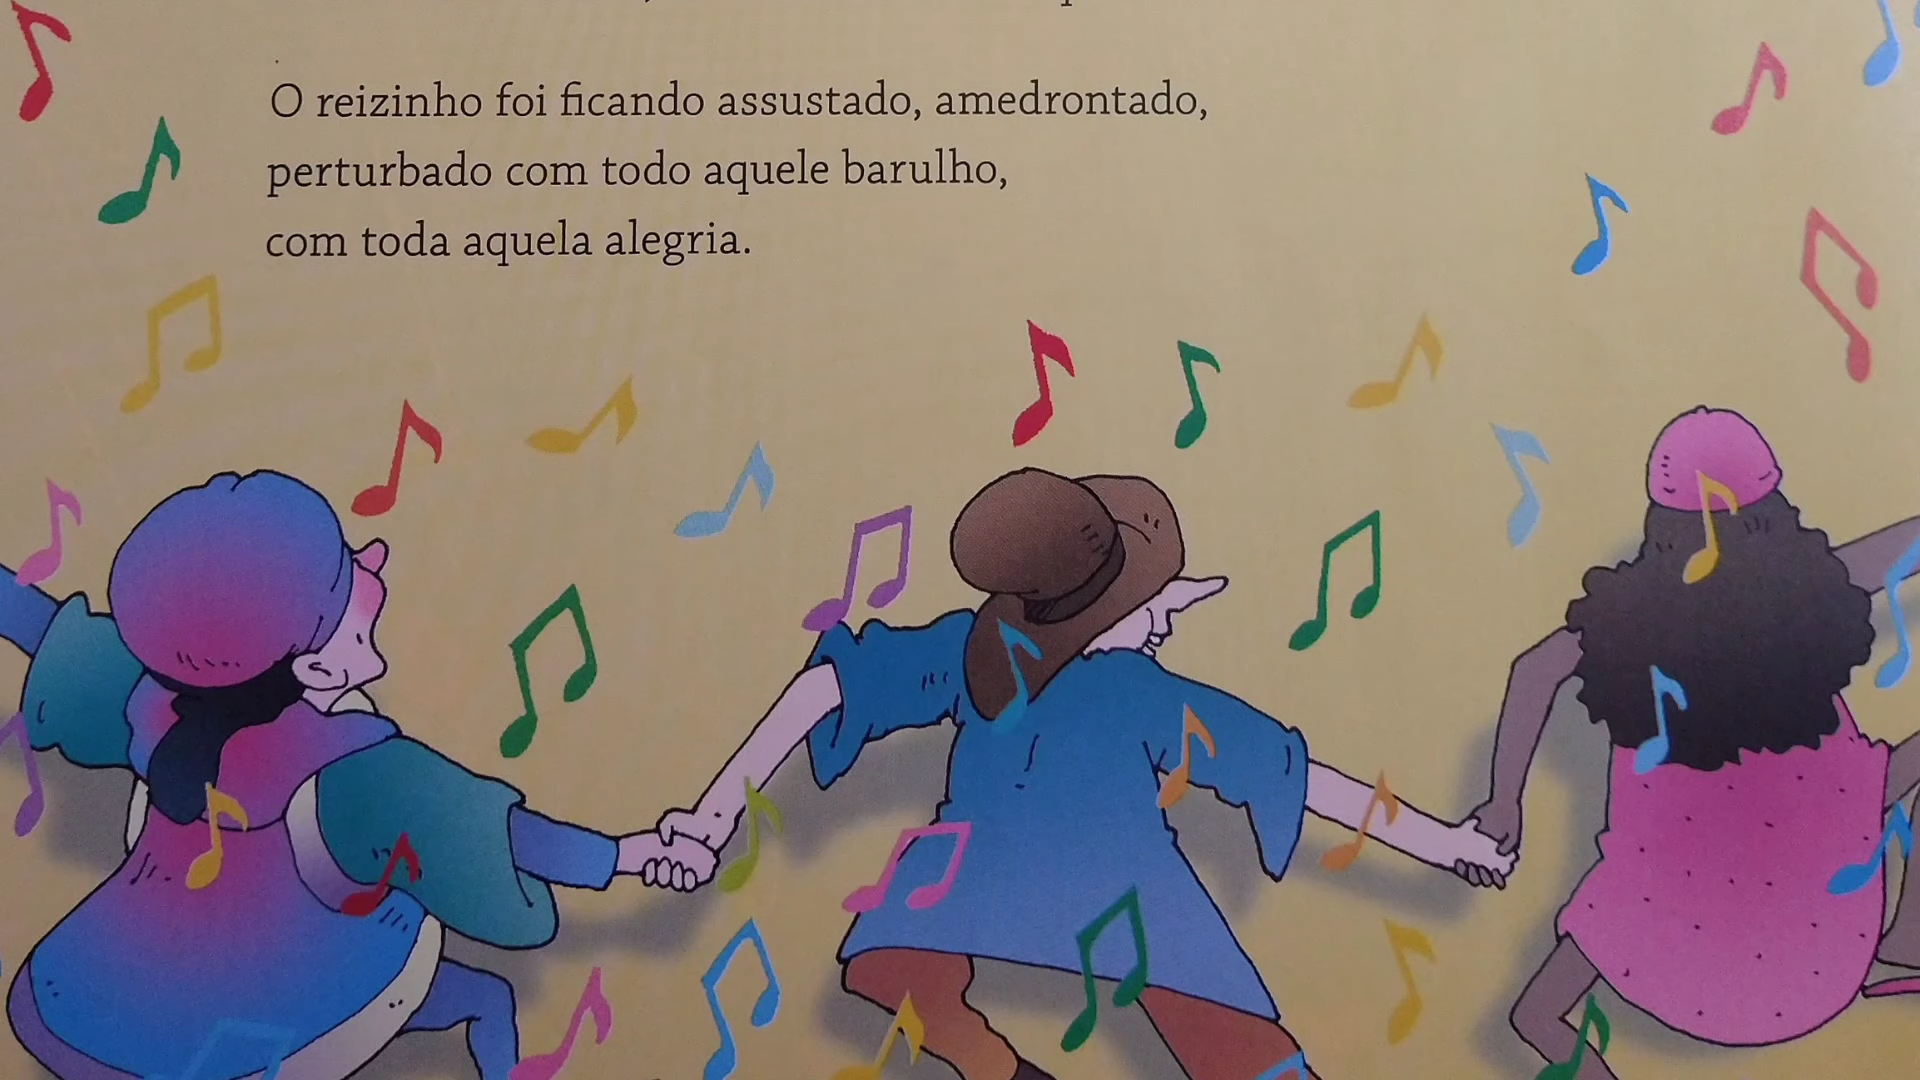 O reizinho foi ficando assustado, amedrontado,
perturbado com todo aquele barulho,
com toda aquela alegria.